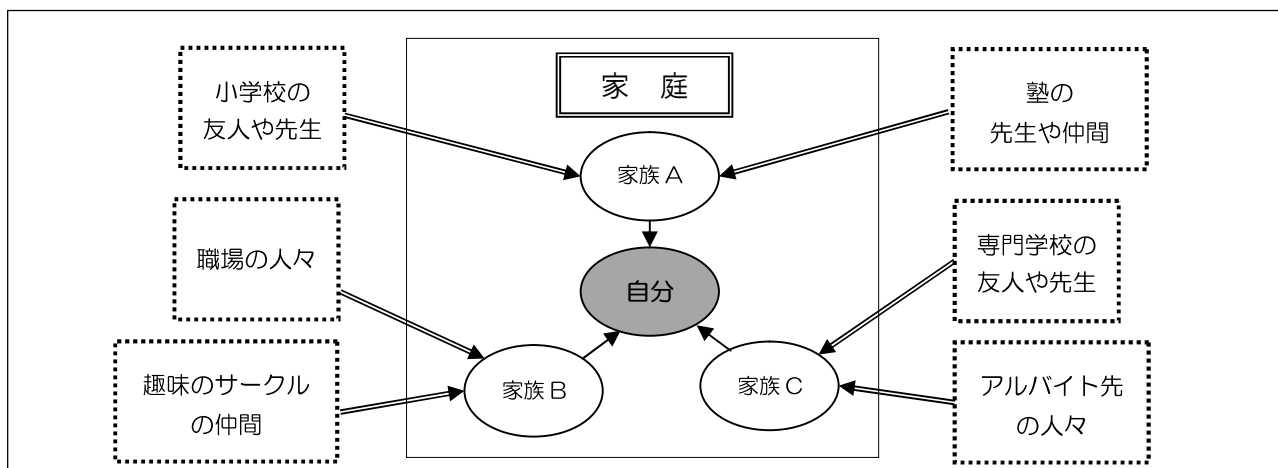 家　庭
小学校の
友人や先生
塾の
先生や仲間
家族A
職場の人々
専門学校の
友人や先生
自分
趣味のサークル
の仲間
家族B
家族C
アルバイト先
の人々